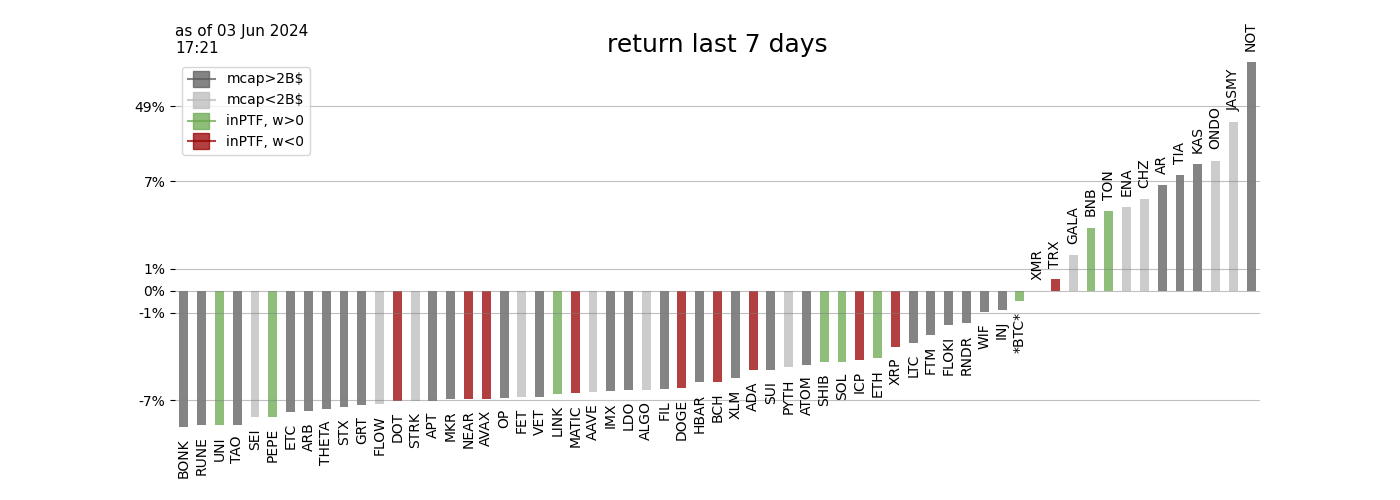 as of 03 Jun 2024
17:21
return last 7 days
mcap>2B$
mcap<2B$
inPTF, w>0
inPTF, w<0
49%
7%
1%
0%
-1%
-7%
BONK
RUNE
UNI
TAO
SEI
PEPE
ETC
ARB
THETA
STX
GRT
FLOW
DOT
STRK
APT
MKR
NEAR
AVAX
OP
FET
VET
LINK
MATIC
AAVE
IMX
LDO
ALGO
FIL
DOGE
HBAR
BCH
XLM
ADA
SUI
PYTH
ATOM
SHIB
SOL
ICP
ETH
XRP
LTC
FTM
FLOKI
RNDR
WIF
INJ
*BTC*
XMR
TRX
GALA
BNB
TON
ENA
CHZ
AR
TIA
KAS
ONDO
JASMY
NOT